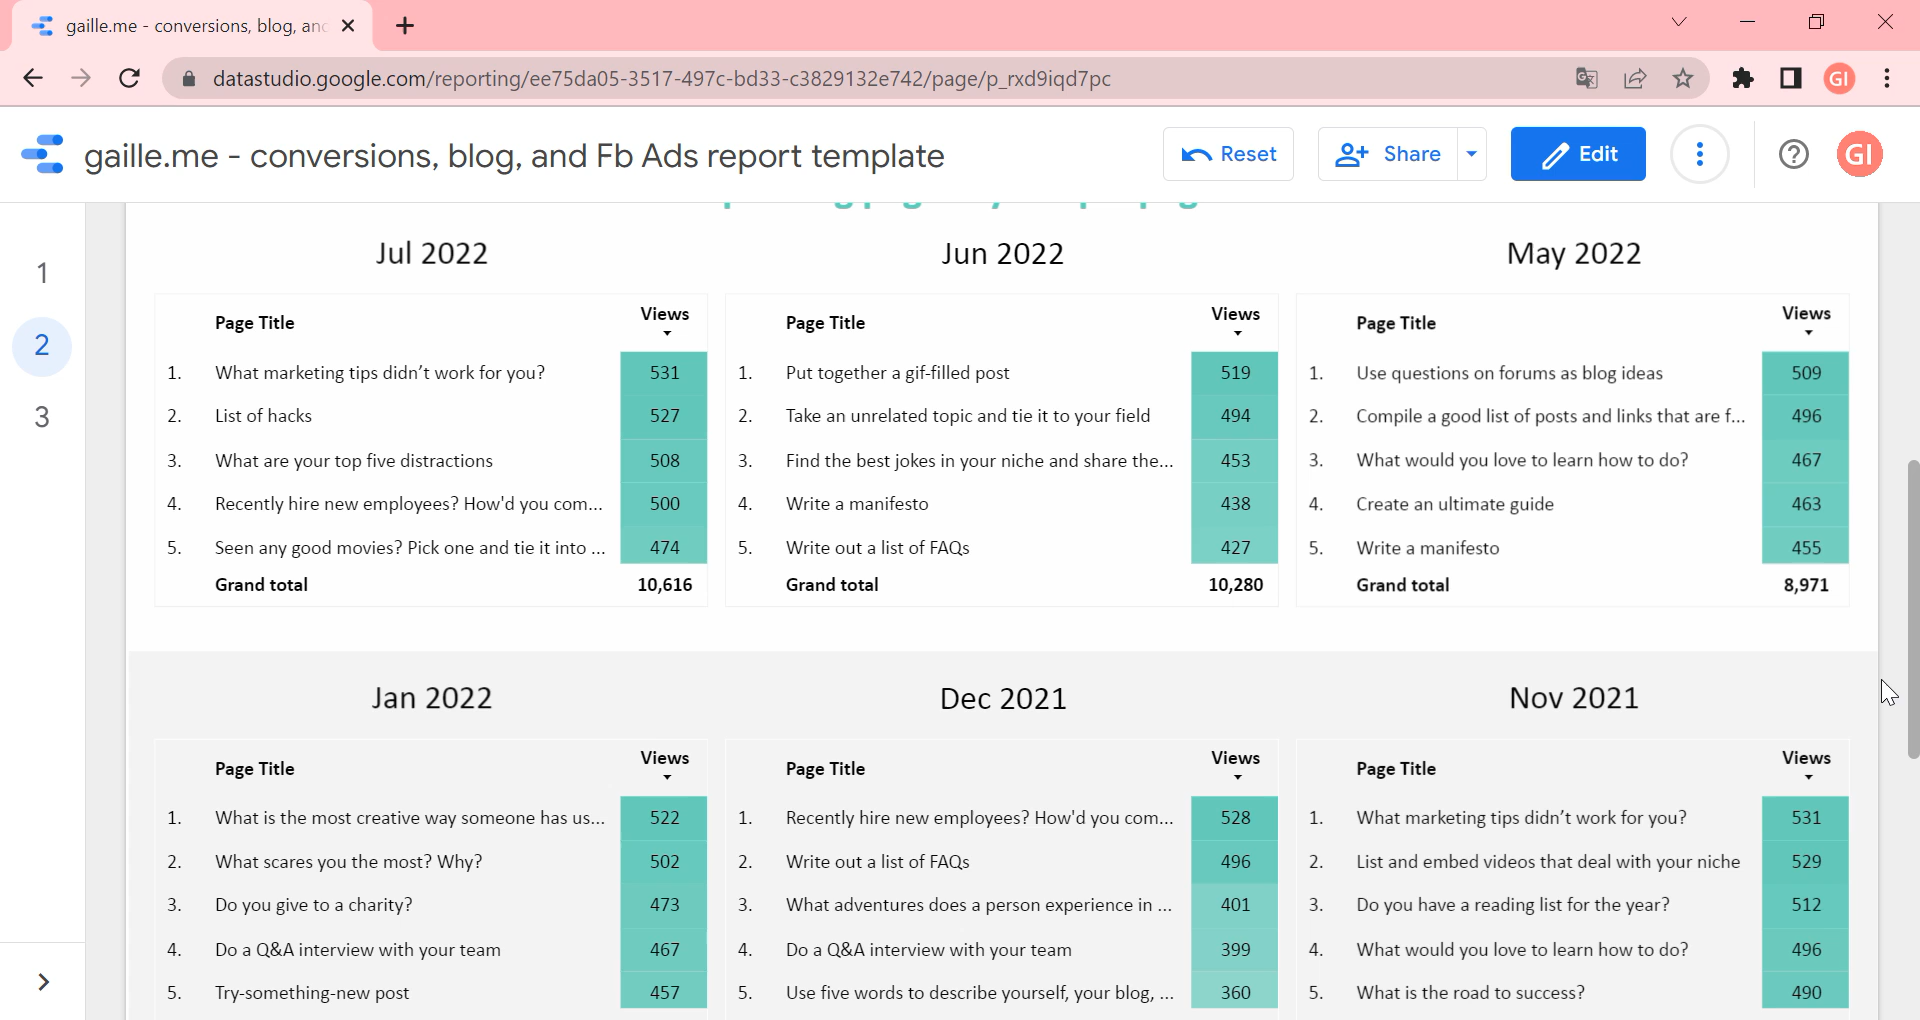 gaille.me - conversions, blog, and
datastudio.google.com/reporting/ee75da05-3517-497c-bd33-c3829132e742/page/p_rxd9iqd7pc
GI
gaille.me - conversions, blog, and Fb Ads report template
Reset
Share
Edit
GI
1
2
3
Jul 2022
Page Title Views
1. What marketing tips didn’t work for you? 531
2. List of hacks 527
3. What are your top five distractions 508
4. Recently hire new employees? How'd you com... 500
5. Seen any good movies? Pick one and tie it into ... 474
Grand total 10,616
Jun 2022
Page Title Views
1. Put together a gif-filled post 519
2. Take an unrelated topic and tie it to your field 494
3. Find the best jokes in your niche and share the... 453
4. Write a manifesto 438
5. Write out a list of FAQs 427
Grand total 10,280
May 2022
Page Title Views
1. Use questions on forums as blog ideas 509
2. Compile a good list of posts and links that are f... 496
3. What would you love to learn how to do? 467
4. Create an ultimate guide 463
5. Write a manifesto 455
Grand total 8,971
Jan 2022
Page Title Views
1. What is the most creative way someone has us... 522
2. What scares you the most? Why? 502
3. Do you give to a charity? 473
4. Do a Q&A interview with your team 467
5. Try-something-new post 457
Dec 2021
Page Title Views
1. Recently hire new employees? How'd you com... 528
2. Write out a list of FAQs 496
3. What adventures does a person experience in ... 401
4. Do a Q&A interview with your team 399
5. Use five words to describe yourself, your blog, ... 360
Nov 2021
Page Title Views
1. What marketing tips didn’t work for you? 531
2. List and embed videos that deal with your niche 529
3. Do you have a reading list for the year? 512
4. What would you love to learn how to do? 496
5. What is the road to success? 490